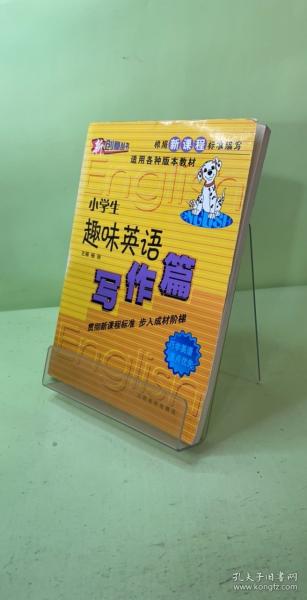 根据新课程标准编写
适用各种版本教材
English
小学生
趣味英语
写作篇
贯彻新课程标准 步入成材阶梯
English
孔夫子旧书网